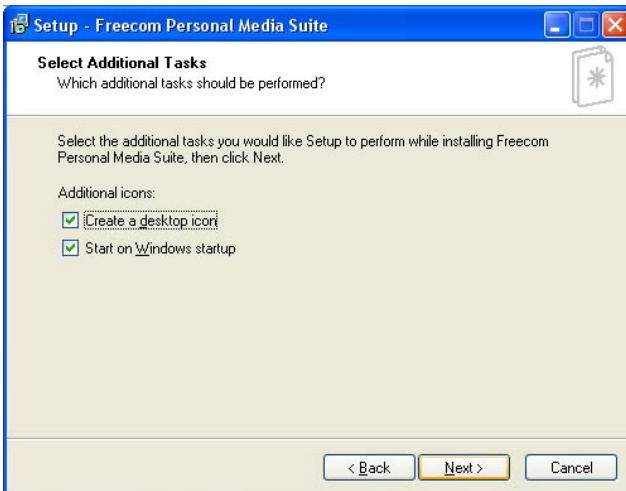 Setup - Freecom Personal Media Suite
Select Additional Tasks
Which additional tasks should be performed?
Select the additional tasks you would like Setup to perform while installing Freecom
Personal Media Suite, then click Next.
Additional icons:
Create a desktop icon
Start on Windows startup
< Back
Next >
Cancel